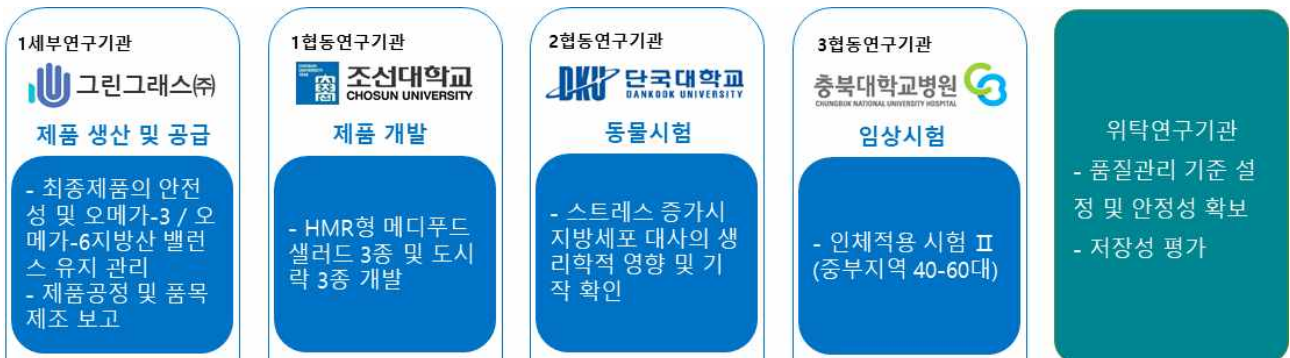 1세부연구기관
그린그래스㈜
제품 생산 및 공급
- 최종제품의 안전
성 및 오메가-3 / 오
메가-6지방산 밸런
스 유지 관리
- 제품공정 및 품목
제조 보고
1협동연구기관
조선대학교
CHOSUN UNIVERSITY
제품 개발
- HMR형 메디푸드
샐러드 3종 및 도시
락 3종 개발
2협동연구기관
DKU 단국대학교
DANKOOK UNIVERSITY
동물시험
- 스트레스 증가시
지방세포 대사의 생
리학적 영향 및 기
작 확인
3협동연구기관
충북대학교병원
CHUNGBUK NATIONAL UNIVERSITY HOSPITAL
임상시험
- 인체적용 시험 Ⅱ
(중부지역 40-60대)
위탁연구기관
- 품질관리 기준 설
정 및 안정성 확보
- 저장성 평가